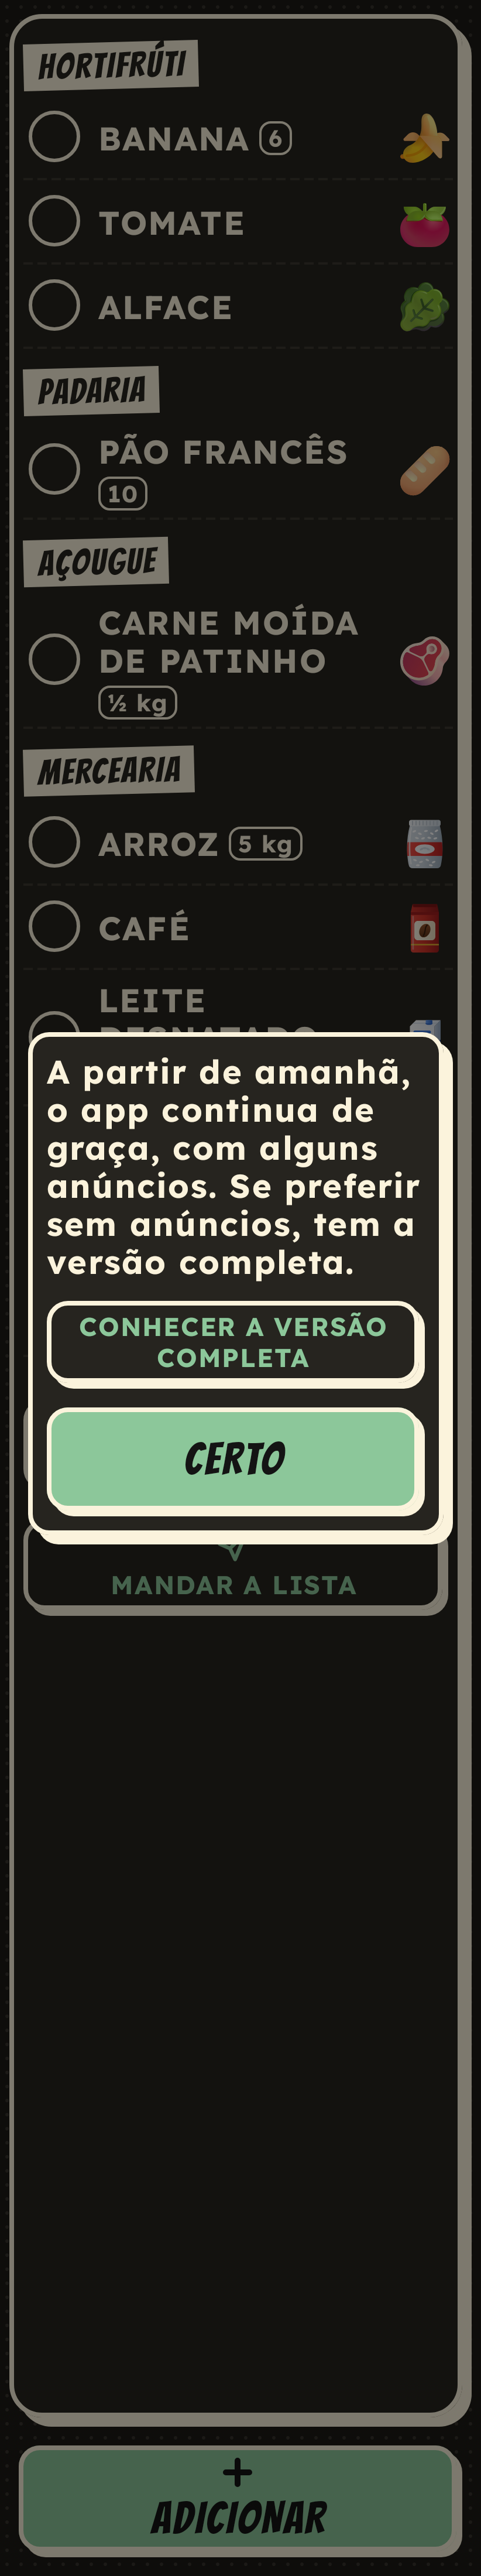 HORTIFRÚTI
BANANA 6
TOMATE
ALFACE
PADARIA
PÃO FRANCÊS
10
AÇOUGUE
CARNE MOÍDA
DE PATINHO
½ kg
MERCEARIA
ARROZ 5 kg
CAFÉ
LEITE
DESNATADO
A partir de amanhã,
o app continua de
graça, com alguns
anúncios. Se preferir
sem anúncios, tem a
versão completa.
CONHECER A VERSÃO
COMPLETA
CERTO
MANDAR A LISTA
ADICIONAR